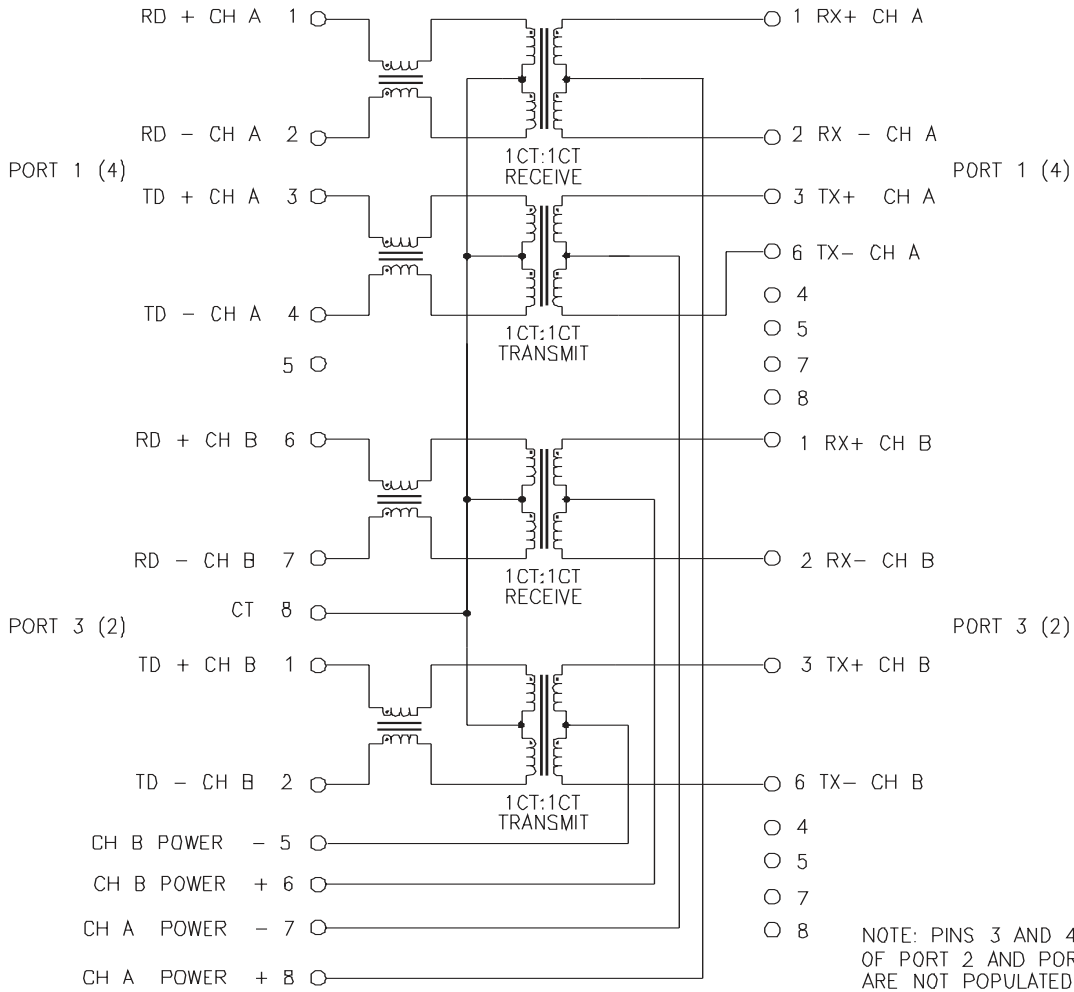 RD + CH A 1
1 RX+ CH A
RD - CH A 2
2 RX - CH A
1CT:1CT
RECEIVE
PORT 1 (4)
PORT 1 (4)
TD + CH A 3
3 TX+ CH A
6 TX- CH A
4
TD - CH A 4
5
1CT:1CT
TRANSMIT
5
7
8
RD + CH B 6
1 RX+ CH B
RD - CH B 7
2 RX- CH B
1CT:1CT
RECEIVE
CT 8
PORT 3 (2)
PORT 3 (2)
TD + CH B 1
3 TX+ CH B
TD - CH B 2
6 TX- CH B
1CT:1CT
TRANSMIT
4
CH B POWER - 5
5
CH B POWER + 6
7
CH A POWER - 7
8
CH A POWER + 8
NOTE: PINS 3 AND 4
OF PORT 2 AND POR
ARE NOT POPULATED